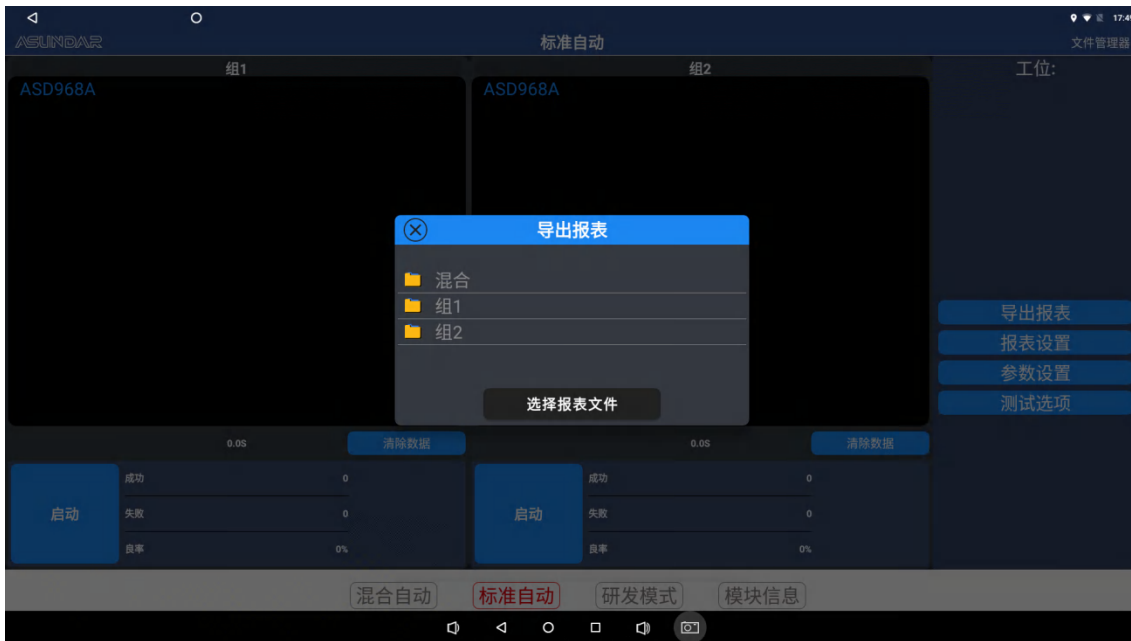 17:49
ASUNDAR
标准自动
文件管理器
组1
组2
工位:
ASD968A
ASD968A
导出报表
混合
组1
组2
选择报表文件
导出报表
报表设置
参数设置
测试选项
0.0S
清除数据
0.0S
清除数据
启动
成功
0
失败
0
良率
0%
启动
成功
0
失败
0
良率
0%
混合自动
标准自动
研发模式
模块信息